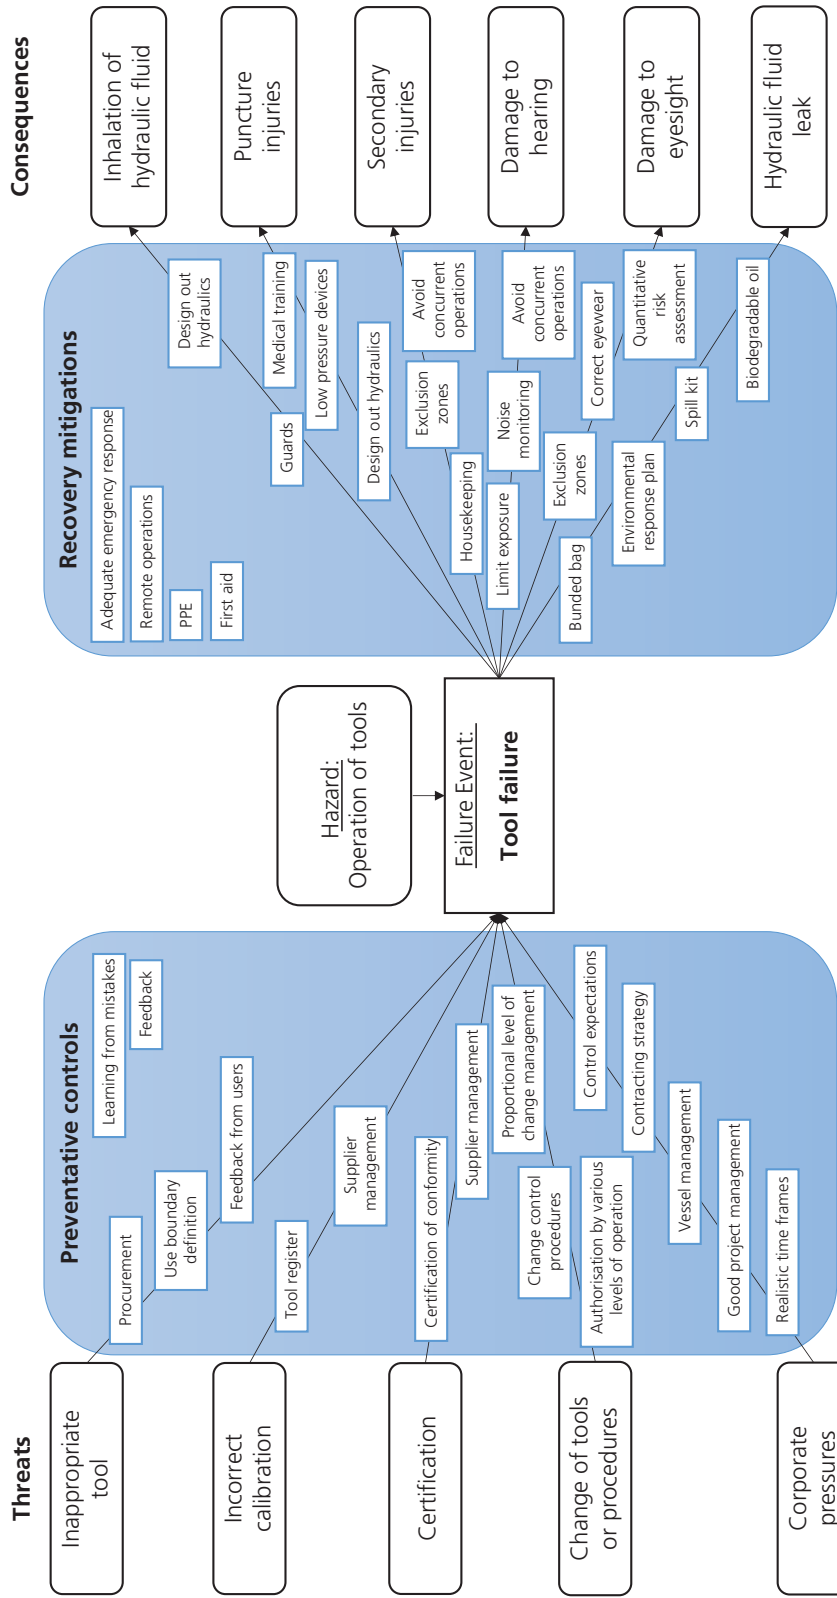 Threats
Inappropriate
tool
Incorrect
calibration
Certification
Change of tools
or procedures
Corporate
pressures
Preventative controls
Learning from mistakes
Feedback
Procurement
Use boundary
definition
Feedback from users
Tool register
Supplier
management
Certification of conformity
Supplier management
Proportional level of
change management
Change control
procedures
Authorisation by various
levels of operation
Control expectations
Contracting strategy
Vessel management
Good project management
Realistic time frames
Hazard:
Operation of tools
Failure Event:
Tool failure
Recovery mitigations
Adequate emergency response
Remote operations
PPE
First aid
Design out
hydraulics
Guards
Medical training
Low pressure devices
Design out hydraulics
Avoid
concurrent
operations
Exclusion
zones
Housekeeping
Limit exposure
Noise
monitoring
Avoid
concurrent
operations
Exclusion
zones
Correct eyewear
Quantitative
risk
assessment
Bunded bag
Environmental
response plan
Spill kit
Biodegradable oil
Consequences
Inhalation of
hydraulic fluid
Puncture
injuries
Secondary
injuries
Damage to
hearing
Damage to
eyesight
Hydraulic fluid
leak